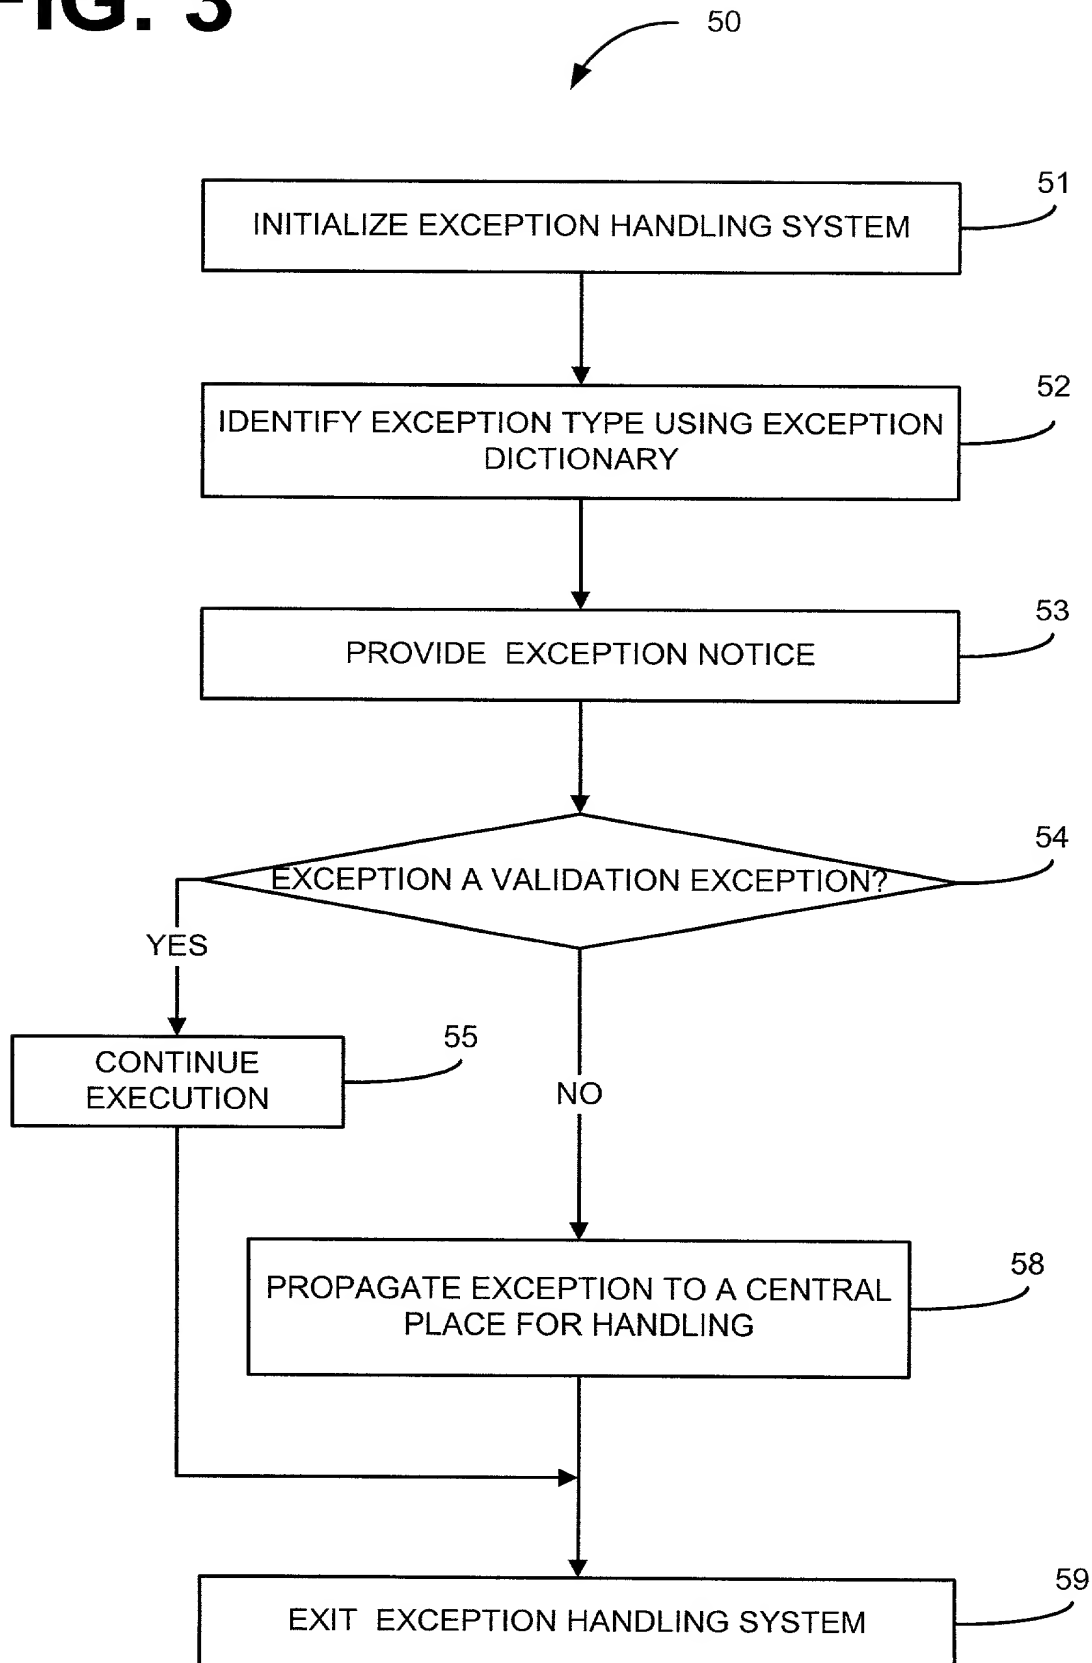 FIG. 3
50
51
INITIALIZE EXCEPTION HANDLING SYSTEM
52
IDENTIFY EXCEPTION TYPE USING EXCEPTION
DICTIONARY
53
PROVIDE EXCEPTION NOTICE
54
EXCEPTION A VALIDATION EXCEPTION?
YES
55
CONTINUE
EXECUTION
NO
58
PROPAGATE EXCEPTION TO A CENTRAL
PLACE FOR HANDLING
59
EXIT EXCEPTION HANDLING SYSTEM